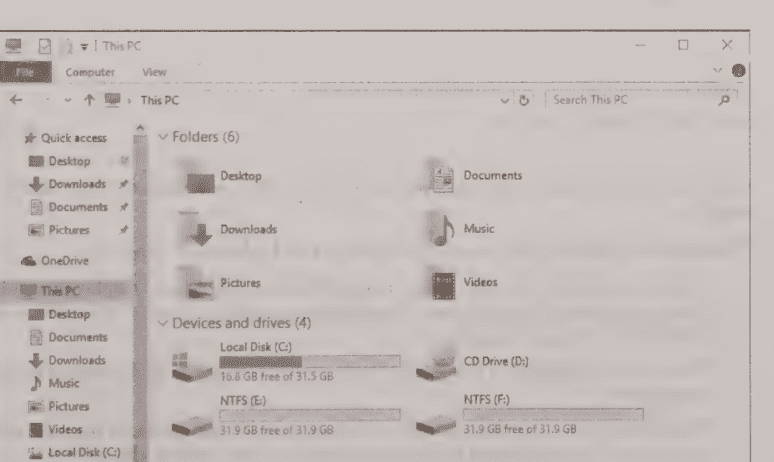 This PC
File Computer View
This PC Search This PC
Quick access
Desktop
Downloads
Documents
Pictures
OneDrive
This PC
Desktop
Documents
Downloads
Music
Pictures
Videos
Local Disk (C:)
Folders (6)
Desktop
Documents
Downloads
Music
Pictures
Videos
Devices and drives (4)
Local Disk (C:)
16.8 GB free of 31.5 GB
CD Drive (D:)
NTFS (E:)
31.9 GB free of 31.9 GB
NTFS (F:)
31.9 GB free of 31.9 GB